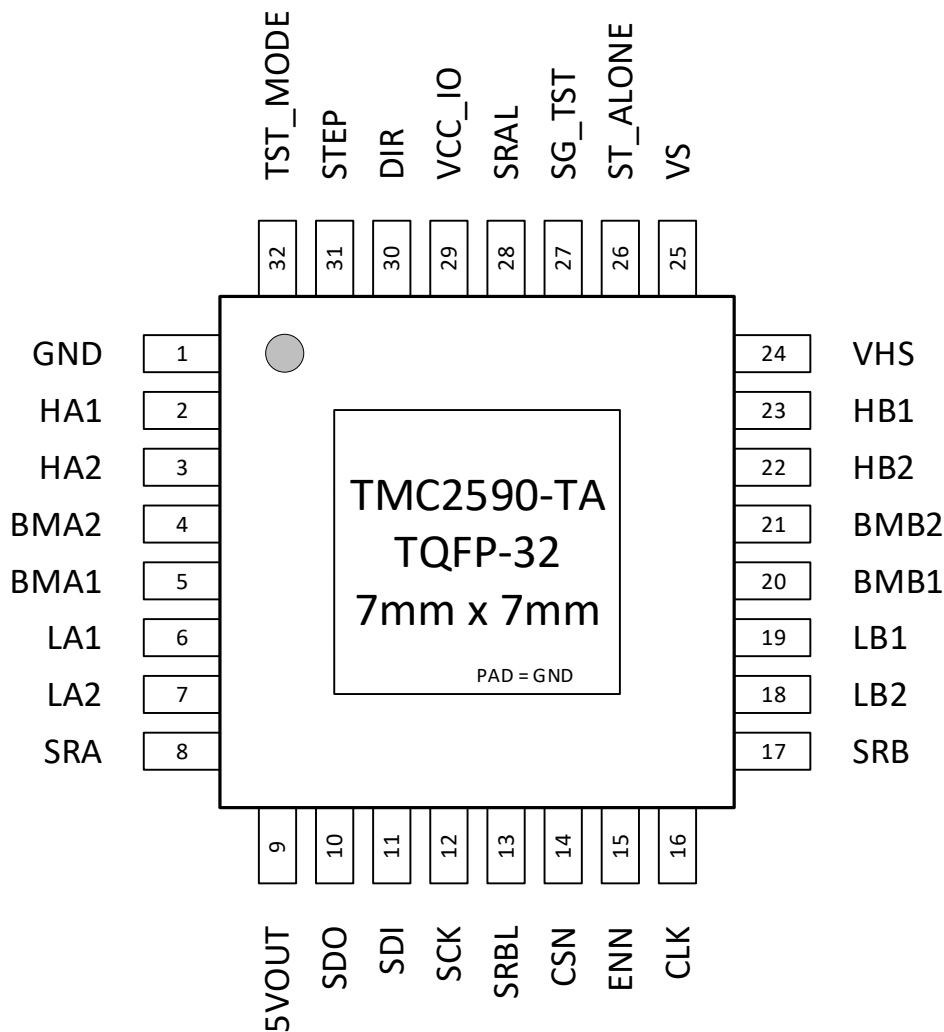 TST_MODE
STEP
DIR
VCC_IO
SRAL
SG_TST
ST_ALONE
VS
32
31
30
29
28
27
26
25
GND 1
24 VHS
HA1 2
23 HB1
HA2 3
22 HB2
BMA2 4
21 BMB2
BMA1 5
20 BMB1
LA1 6
19 LB1
LA2 7
18 LB2
SRA 8
17 SRB
TMC2590-TA
TQFP-32
7mm x 7mm
PAD = GND
9
10
11
12
13
14
15
16
5VOUT
SDO
SDI
SCK
SRBL
CSN
ENN
CLK